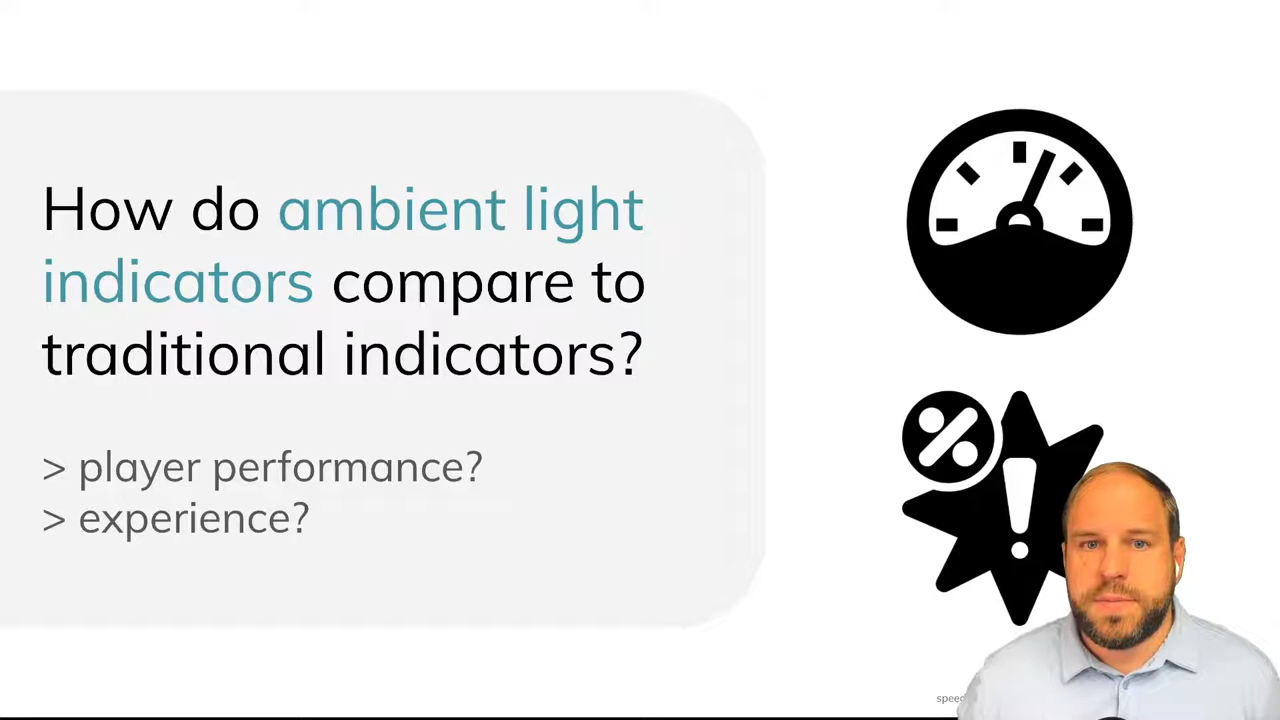 How do ambient light
indicators compare to
traditional indicators?
> player performance?
> experience?
%
!